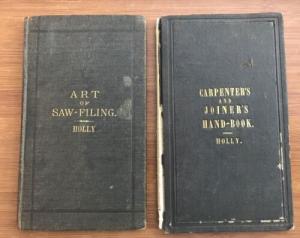 ART
OF
SAW-FILING.
HOLLY
CARPENTER'S
AND
JOINER'S
HAND-BOOK.
HOLLY.